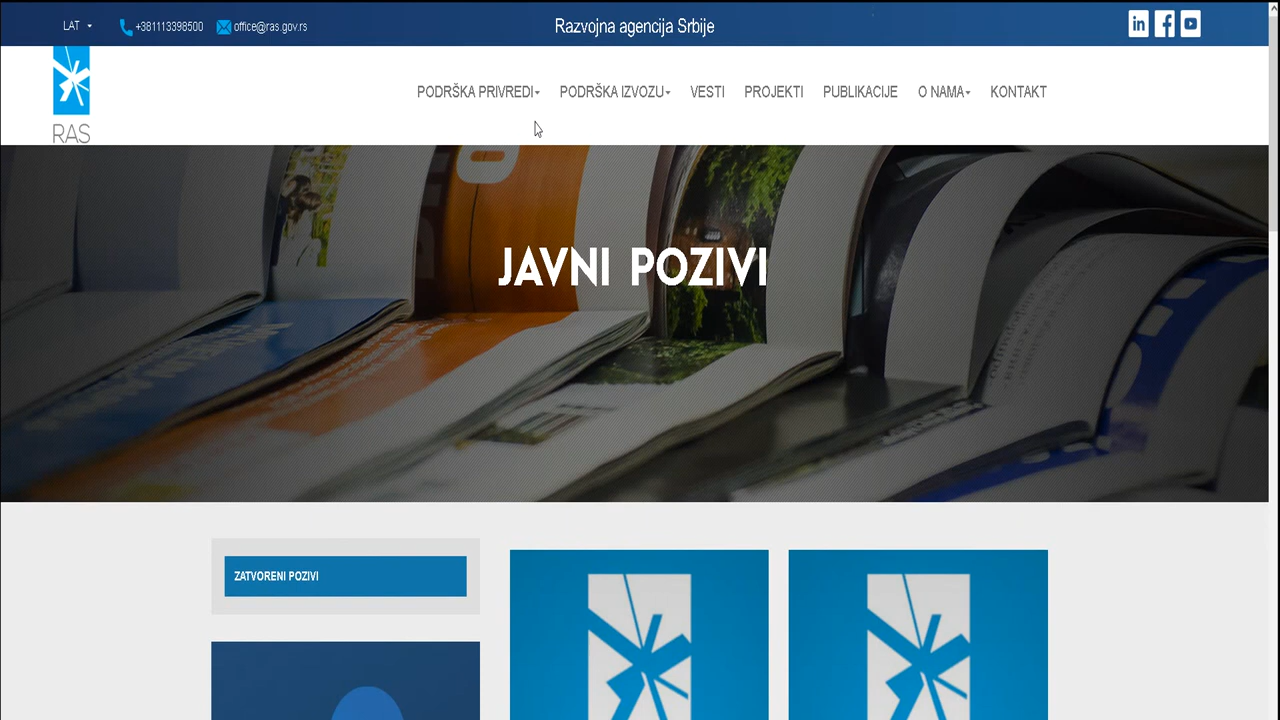 LAT
+381113398500
office@ras.gov.rs
Razvojna agencija Srbije
RAS
PODRŠKA PRIVREDI
PODRŠKA IZVOZU
VESTI
PROJEKTI
PUBLIKACIJE
O NAMA
KONTAKT
JAVNI POZIVI
ZATVORENI POZIVI